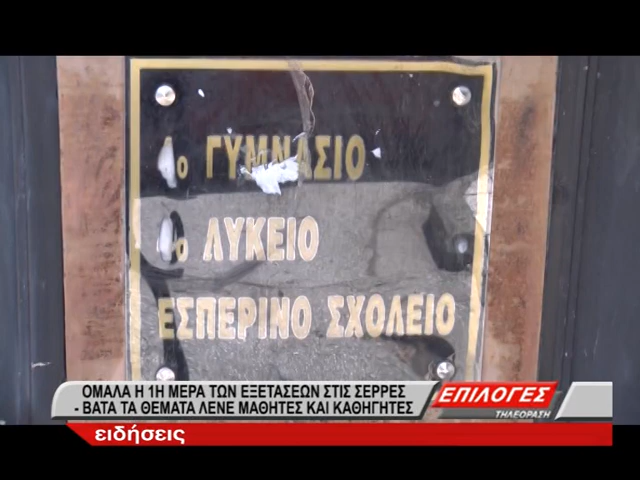 ο ΓΥΜΝΑΣΙΟ
ο ΛΥΚΕΙΟ
ΕΣΠΕΡΙΝΟ ΣΧΟΛΕΙΟ
ΟΜΑΛΑ Η 1Η ΜΕΡΑ ΤΩΝ ΕΞΕΤΑΣΕΩΝ ΣΤΙΣ ΣΕΡΡΕΣ
- ΒΑΤΑ ΤΑ ΘΕΜΑΤΑ ΛΕΝΕ ΜΑΘΗΤΕΣ ΚΑΙ ΚΑΘΗΓΗΤΕΣ
ΕΠΙΛΟΓΕΣ
ΤΗΛΕΟΡΑΣΗ
ειδήσεις